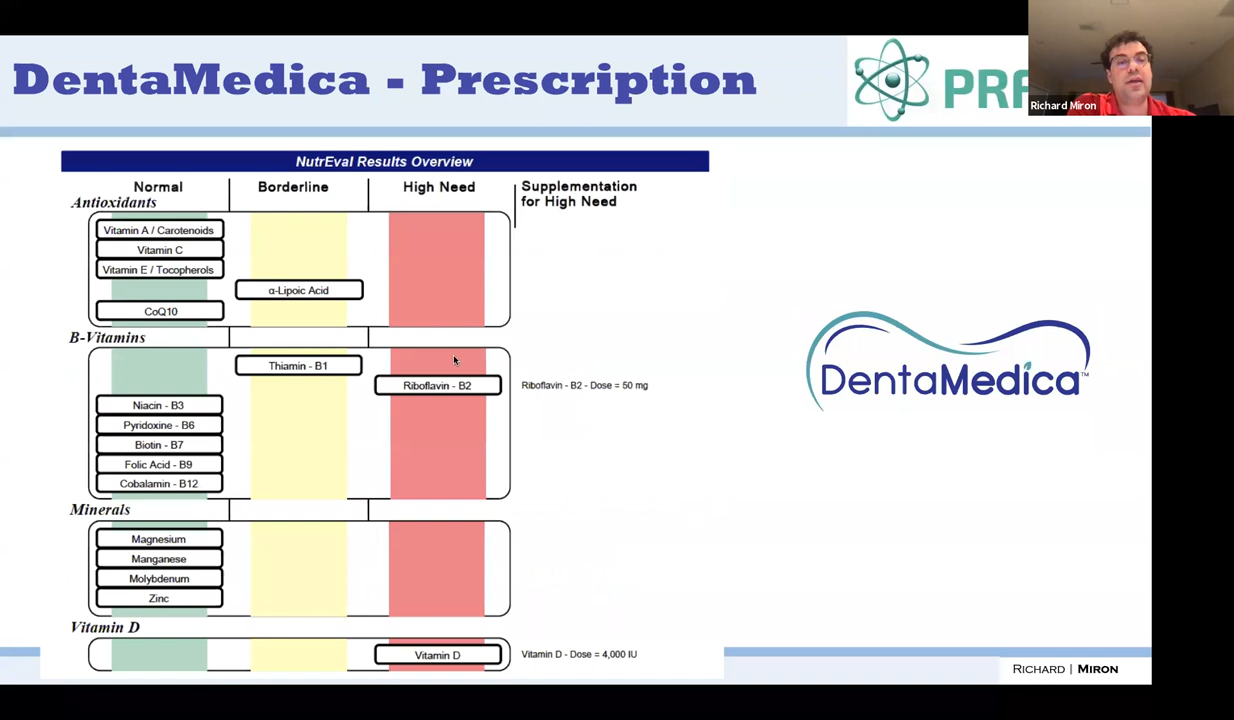 DentaMedica - Prescription
PRF
Richard Miron
NutrEval Results Overview
Normal
Borderline
High Need
Supplementation
for High Need
Antioxidants
Vitamin A / Carotenoids
Vitamin C
Vitamin E / Tocopherols
α-Lipoic Acid
CoQ10
B-Vitamins
Thiamin - B1
Riboflavin - B2
Riboflavin - B2 - Dose = 50 mg
Niacin - B3
Pyridoxine - B6
Biotin - B7
Folic Acid - B9
Cobalamin - B12
DentaMedica™
Minerals
Magnesium
Manganese
Molybdenum
Zinc
Vitamin D
Vitamin D
Vitamin D - Dose = 4,000 IU
RICHARD | MIRON